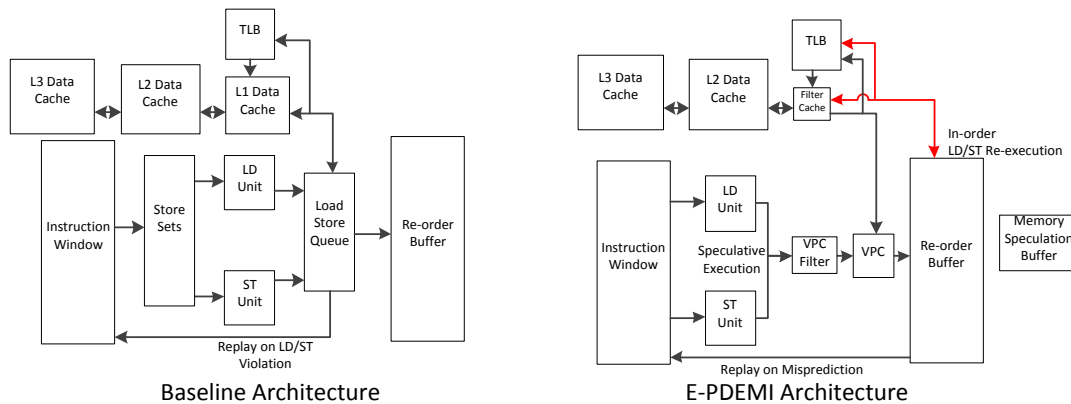 TLB
L3 Data
Cache
L2 Data
Cache
L1 Data
Cache
Instruction
Window
Store
Sets
LD
Unit
ST
Unit
Load
Store
Queue
Re-order
Buffer
Replay on LD/ST
Violation
Baseline Architecture
TLB
L3 Data
Cache
L2 Data
Cache
Filter
Cache
In-order
LD/ST Re-execution
Instruction
Window
LD
Unit
Speculative
Execution
ST
Unit
VPC
Filter
VPC
Re-order
Buffer
Memory
Speculation
Buffer
Replay on Misprediction
E-PDEMI Architecture